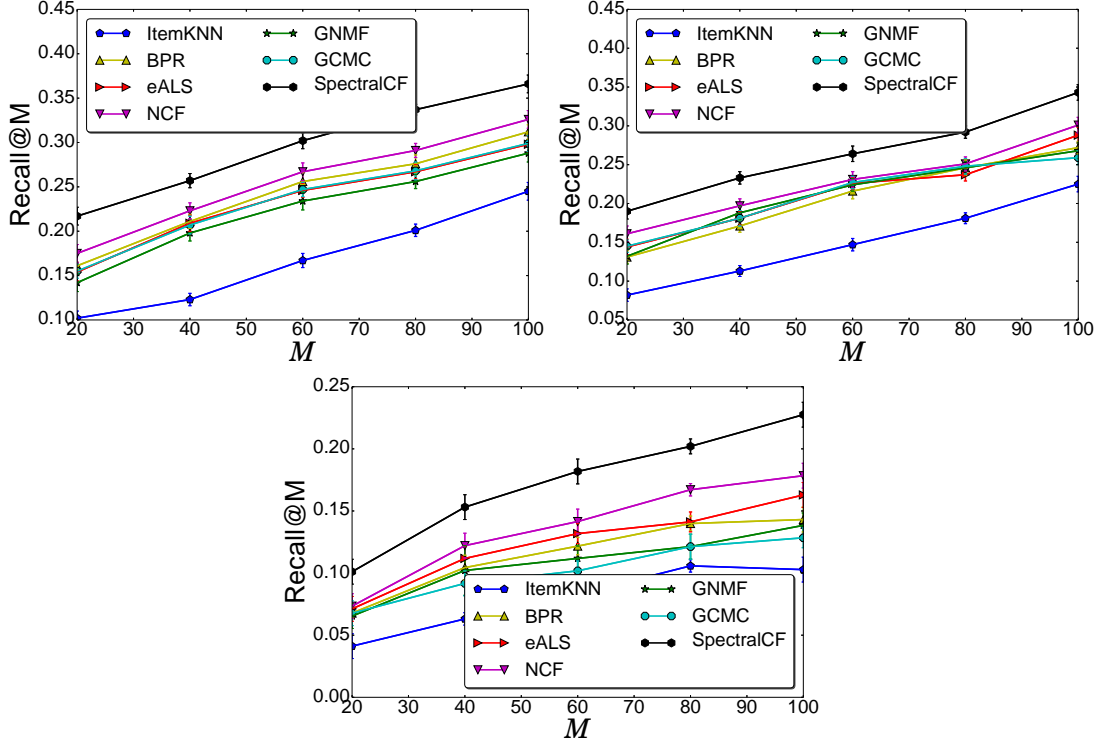 0.45
0.40
0.35
0.30
0.25
0.20
0.15
0.10
Recall@M
ItemKNN
BPR
eALS
NCF
GNMF
GCMC
SpectralCF
20 30 40 50 60 70 80 90 100
M
0.45
0.40
0.35
0.30
0.25
0.20
0.15
0.10
0.05
Recall@M
ItemKNN
BPR
eALS
NCF
GNMF
GCMC
SpectralCF
20 30 40 50 60 70 80 90 100
M
0.25
0.20
0.15
0.10
0.05
0.00
Recall@M
ItemKNN
BPR
eALS
NCF
GNMF
GCMC
SpectralCF
20 30 40 50 60 70 80 90 100
M